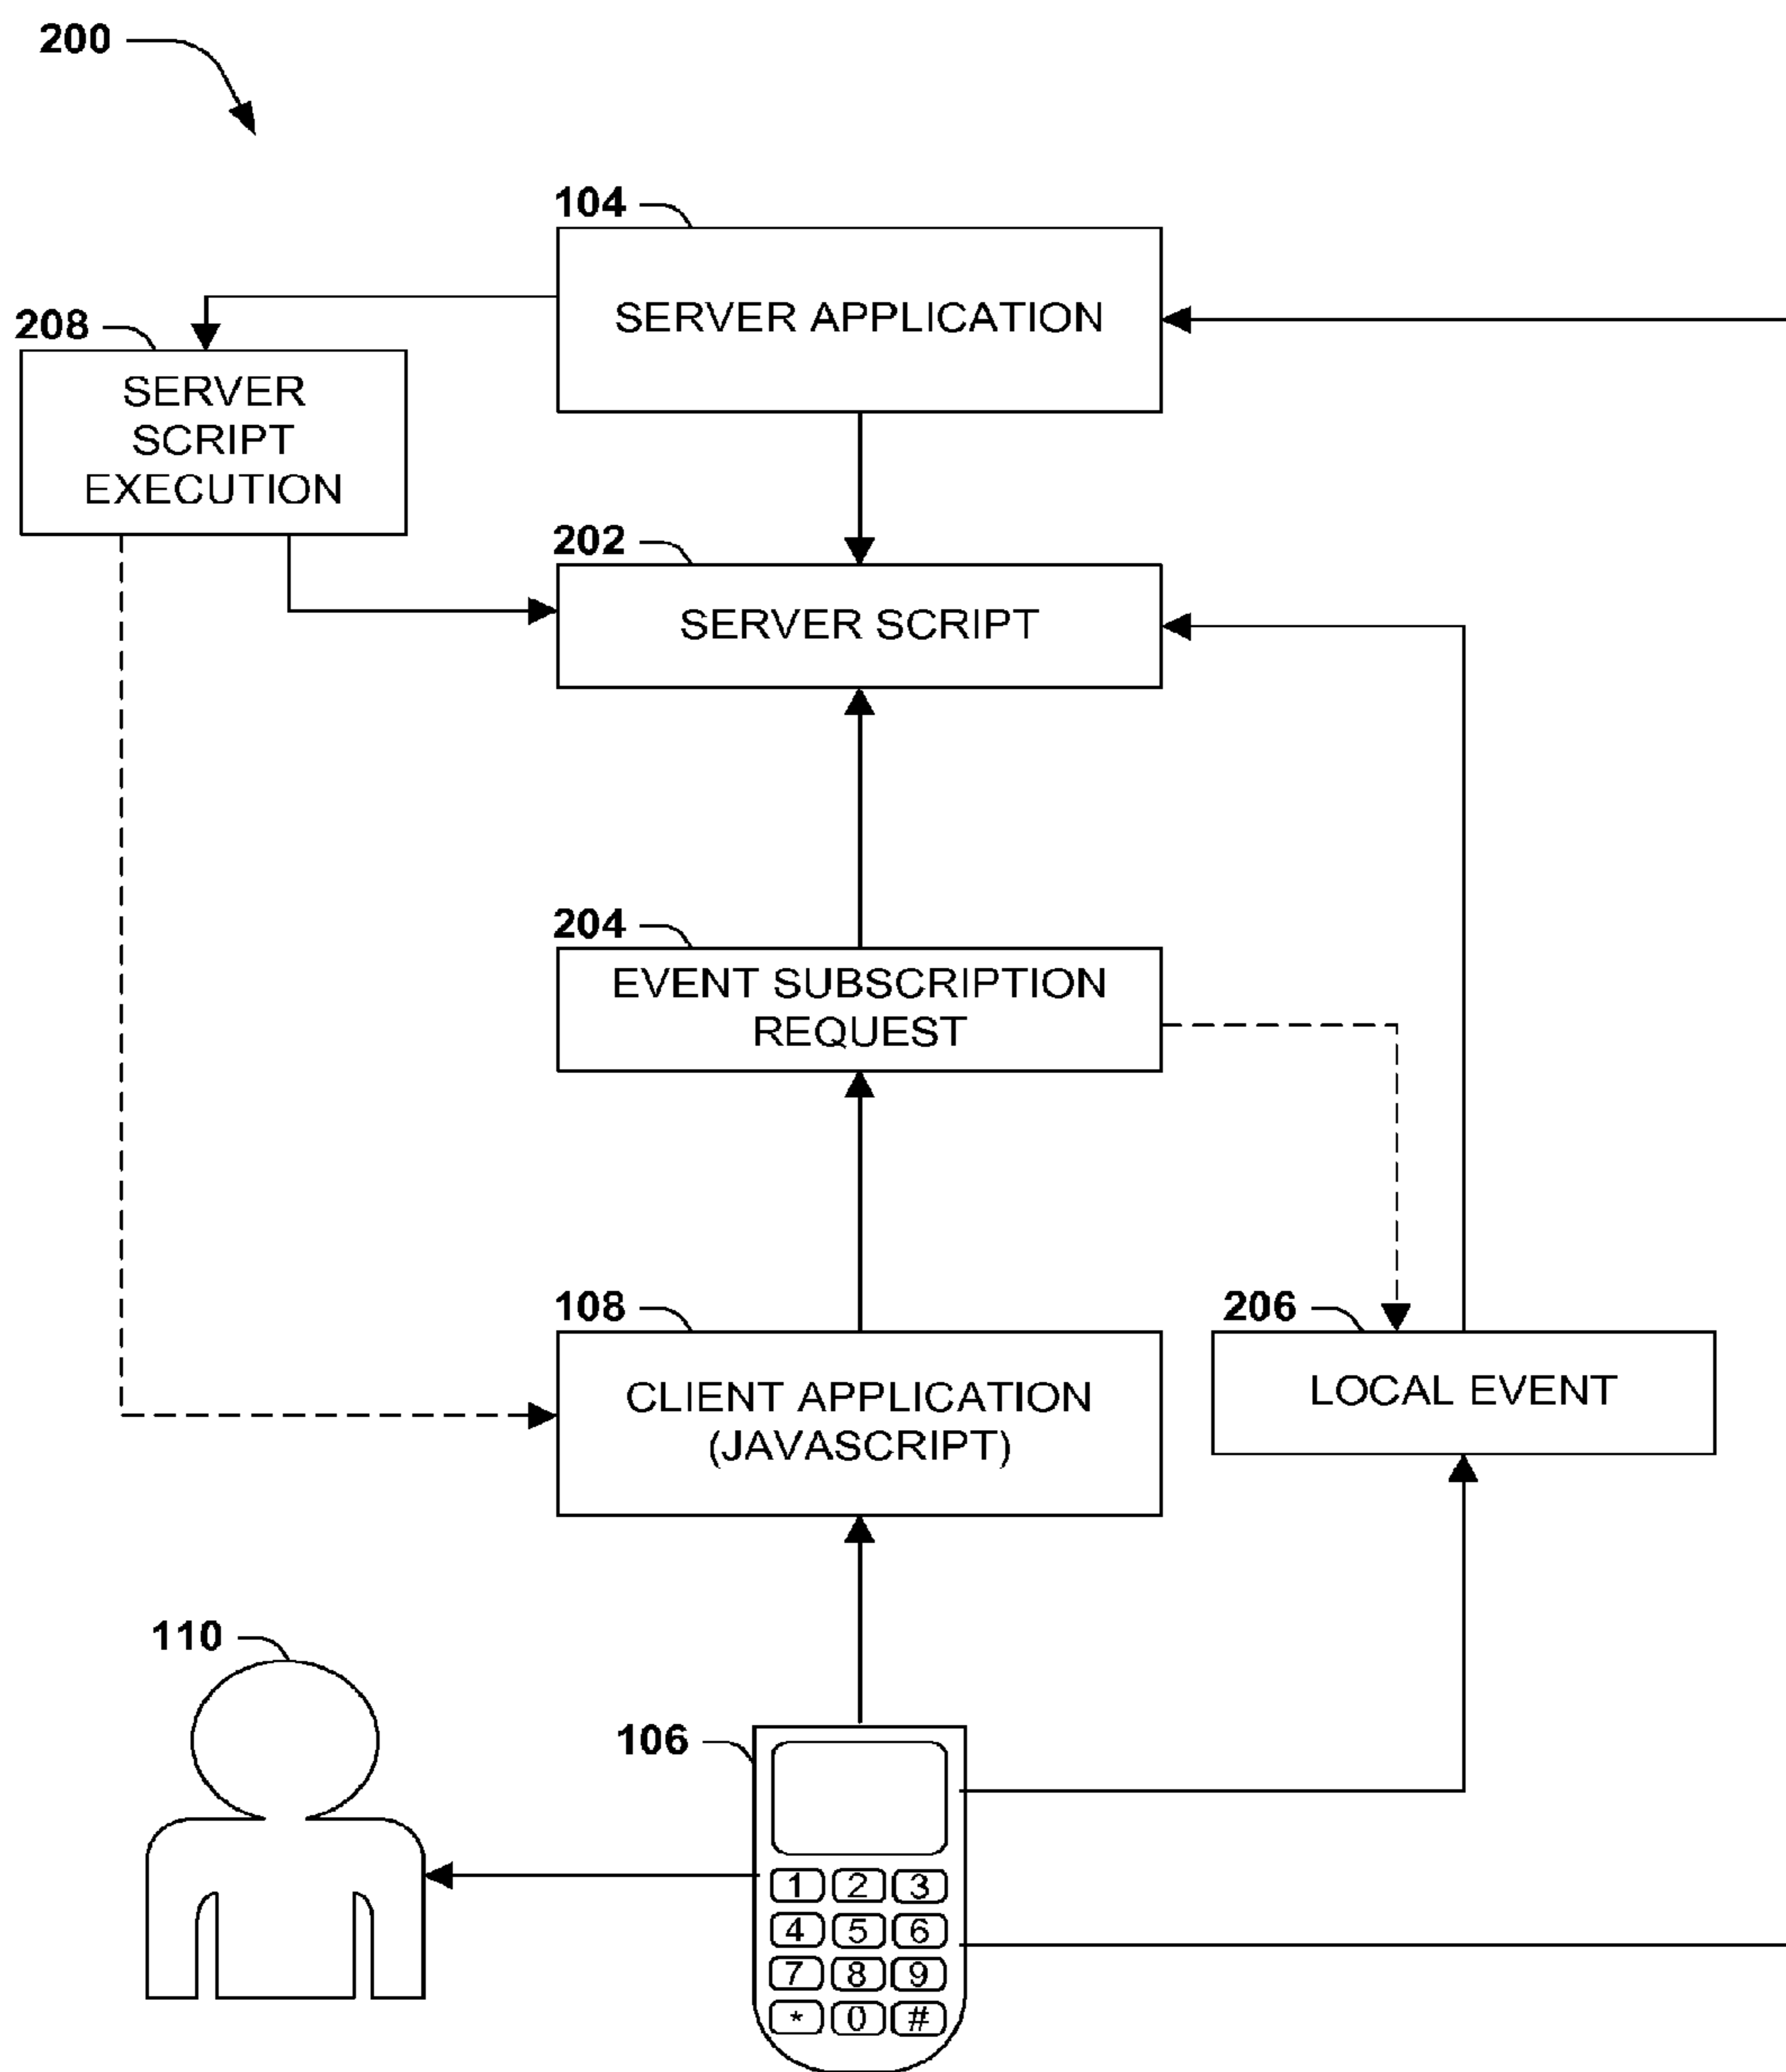 200
104
SERVER APPLICATION
208
SERVER
SCRIPT
EXECUTION
202
SERVER SCRIPT
204
EVENT SUBSCRIPTION
REQUEST
108
CLIENT APPLICATION
(JAVASCRIPT)
206
LOCAL EVENT
110
106
1 2 3
4 5 6
7 8 9
* 0 #